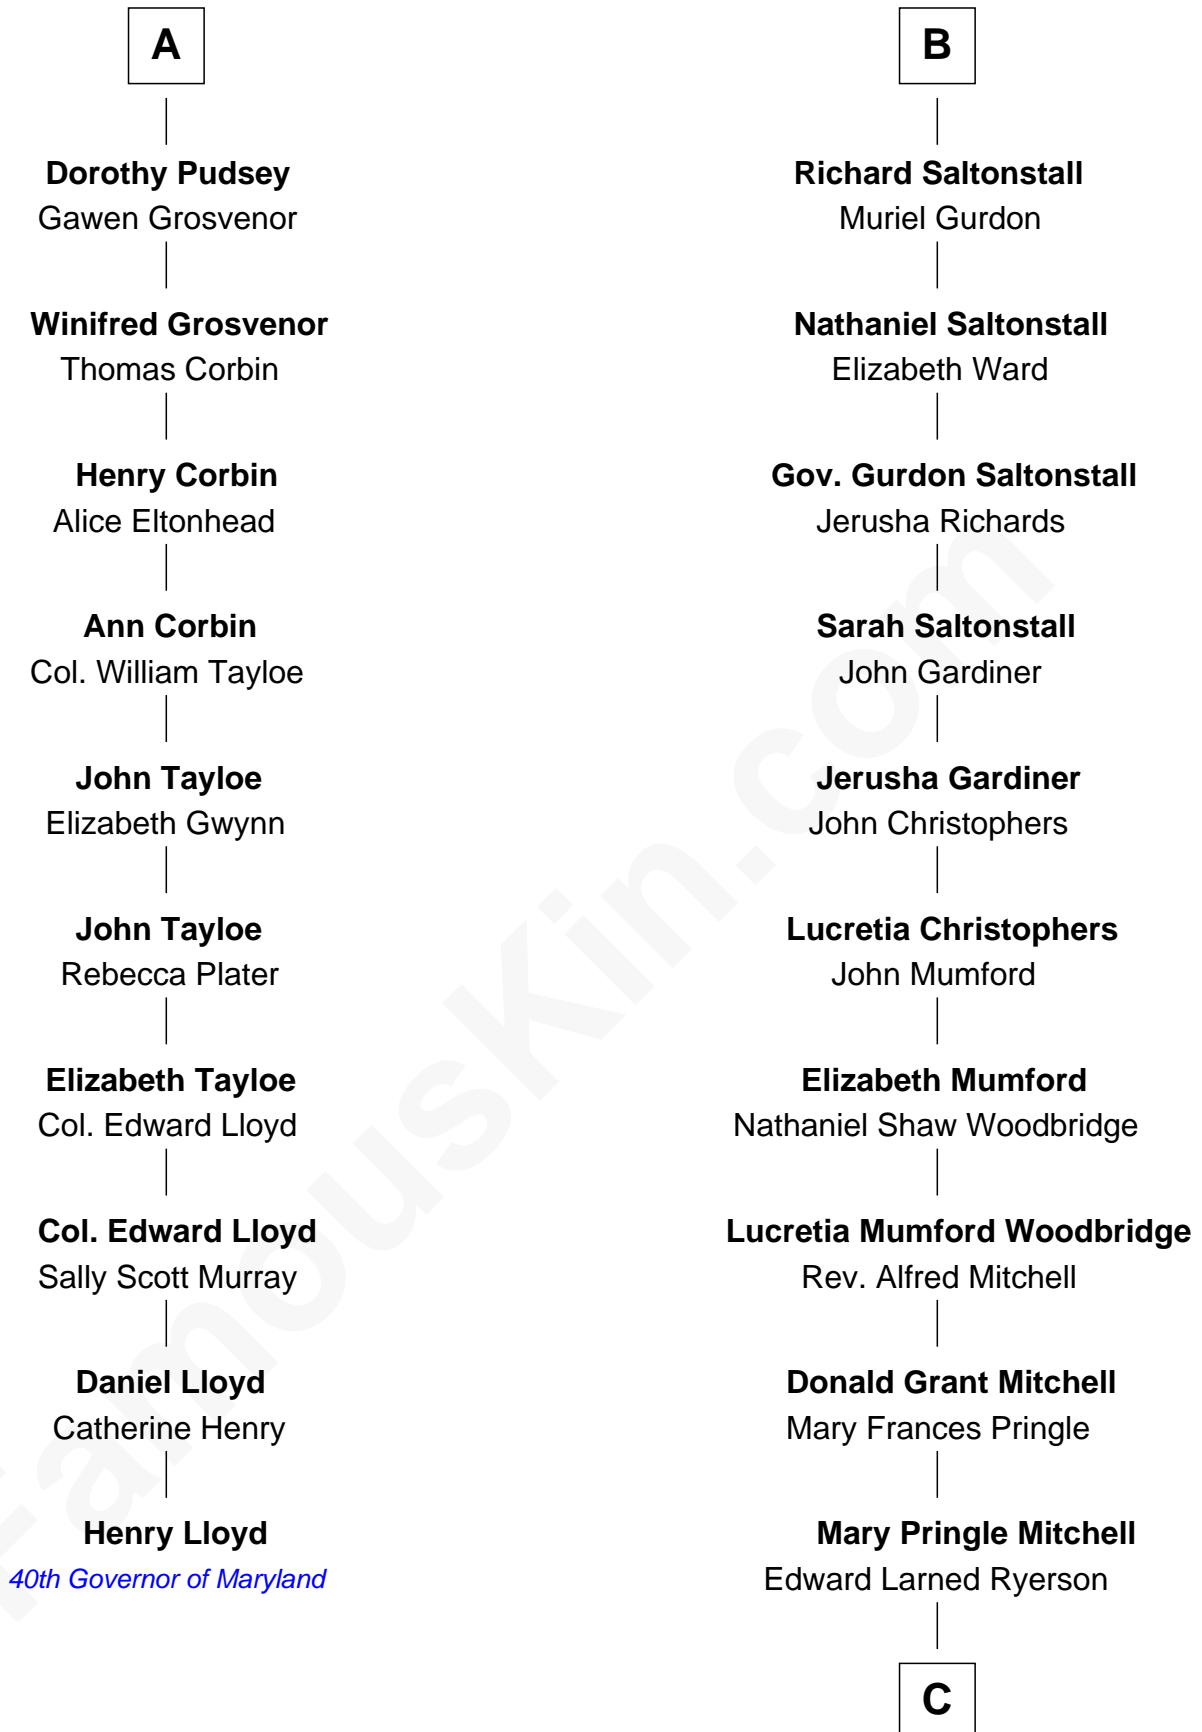 A
Dorothy Pudsey
Gawen Grosvenor
Winifred Grosvenor
Thomas Corbin
Henry Corbin
Alice Eltonhead
Ann Corbin
Col. William Tayloe
John Tayloe
Elizabeth Gwynn
John Tayloe
Rebecca Plater
Elizabeth Tayloe
Col. Edward Lloyd
Col. Edward Lloyd
Sally Scott Murray
Daniel Lloyd
Catherine Henry
Henry Lloyd
40th Governor of Maryland
B
Richard Saltonstall
Muriel Gurdon
Nathaniel Saltonstall
Elizabeth Ward
Gov. Gurdon Saltonstall
Jerusha Richards
Sarah Saltonstall
John Gardiner
Jerusha Gardiner
John Christophers
Lucretia Christophers
John Mumford
Elizabeth Mumford
Nathaniel Shaw Woodbridge
Lucretia Mumford Woodbridge
Rev. Alfred Mitchell
Donald Grant Mitchell
Mary Frances Pringle
Mary Pringle Mitchell
Edward Larned Ryerson
C
FamousKin.com